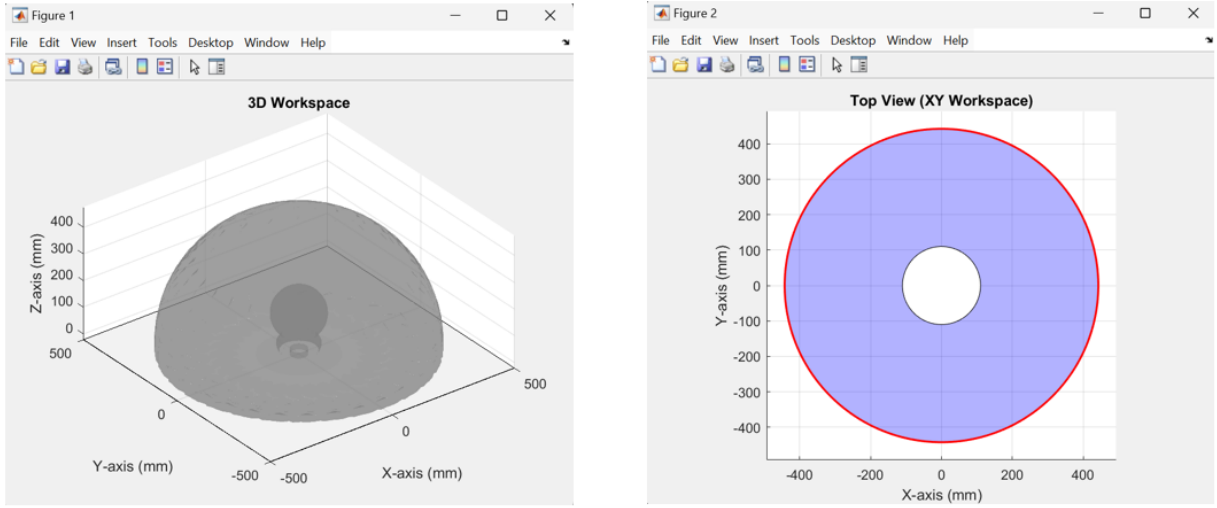 Figure 1
File Edit View Insert Tools Desktop Window Help
3D Workspace
400
300
200
100
0
Z-axis (mm)
500
0
-500
Y-axis (mm)
-500
0
500
X-axis (mm)
Figure 2
File Edit View Insert Tools Desktop Window Help
Top View (XY Workspace)
400
300
200
100
0
-100
-200
-300
-400
Y-axis (mm)
-400 -200 0 200 400
X-axis (mm)